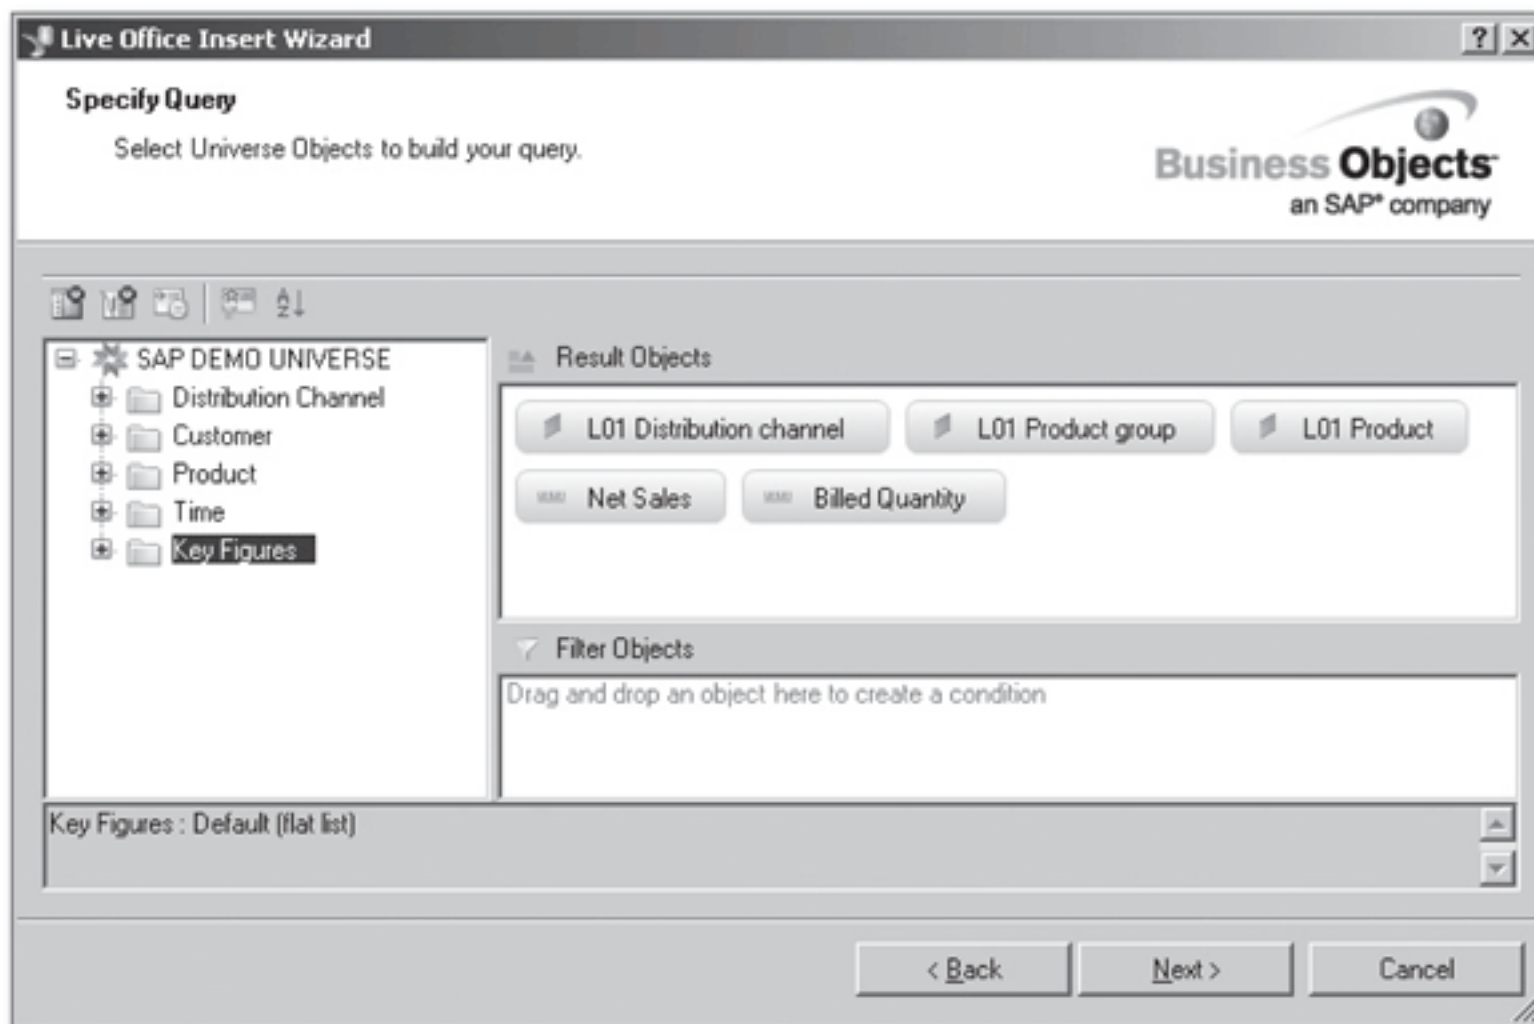 Live Office Insert Wizard
Specify Query
Select Universe Objects to build your query.
Business Objects™
an SAP® company
SAP DEMO UNIVERSE
Distribution Channel
Customer
Product
Time
Key Figures
Result Objects
L01 Distribution channel
L01 Product group
L01 Product
Net Sales
Billed Quantity
Filter Objects
Drag and drop an object here to create a condition
Key Figures : Default (flat list)
< Back
Next >
Cancel